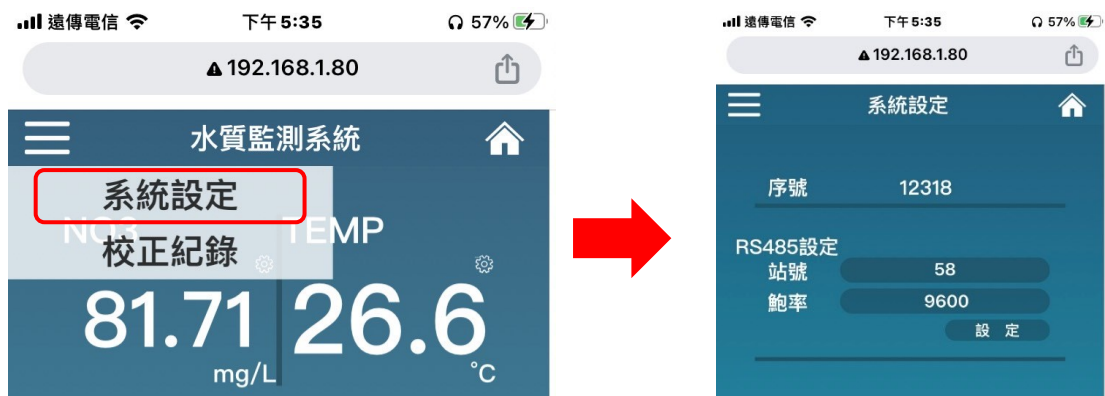 遠傳電信 下午5:35 57%
192.168.1.80
水質監測系統
系統設定
NO3 TEMP
校正紀錄
81.71 26.6
mg/L °C
遠傳電信 下午5:35 57%
192.168.1.80
系統設定
序號 12318
RS485設定
站號 58
鮑率 9600
設 定